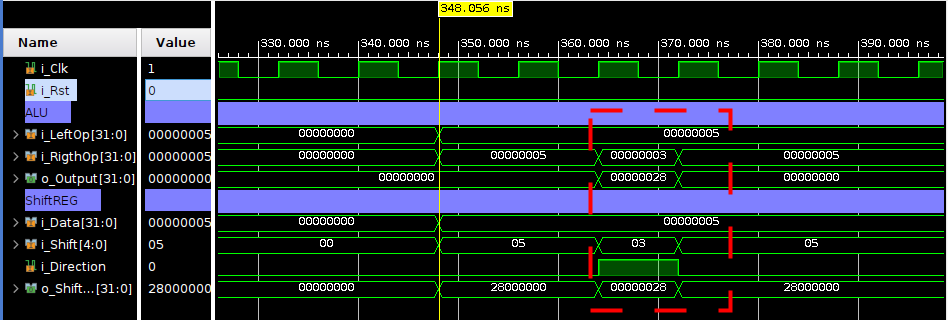 348.056 ns
Name Value 330.000 ns 340.000 ns 350.000 ns 360.000 ns 370.000 ns 380.000 ns 390.000 ns
i_Clk 1
i_Rst 0
ALU
i_LeftOp[31:0] 00000005 00000000 00000005
i_RigthOp[31:0] 00000005 00000000 00000005 00000003 00000005
o_Output[31:0] 00000000 00000000 00000028 00000000
ShiftREG
i_Data[31:0] 00000005 00000000 00000005
i_Shift[4:0] 05 00 05 03 05
i_Direction 0
o_Shift...[31:0] 28000000 00000000 28000000 00000028 28000000